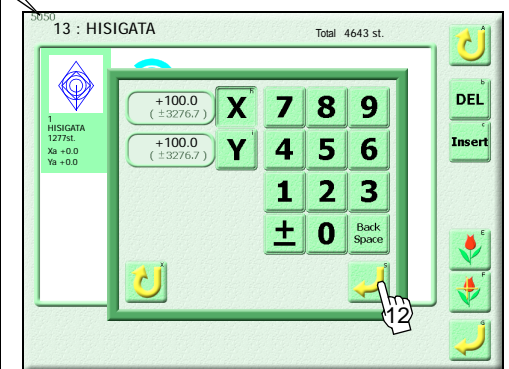 5050
13 : HISIGATA
Total 4643 st.
A
1
HISIGATA
1277st.
Xa +0.0
Ya +0.0
+100.0
( ±3276.7 )
X
h
7 8 9
+100.0
( ±3276.7 )
Y
i
4 5 6
1 2 3
± 0 Back
Space
X
S
12
b
DEL
c
Insert
E
F
G